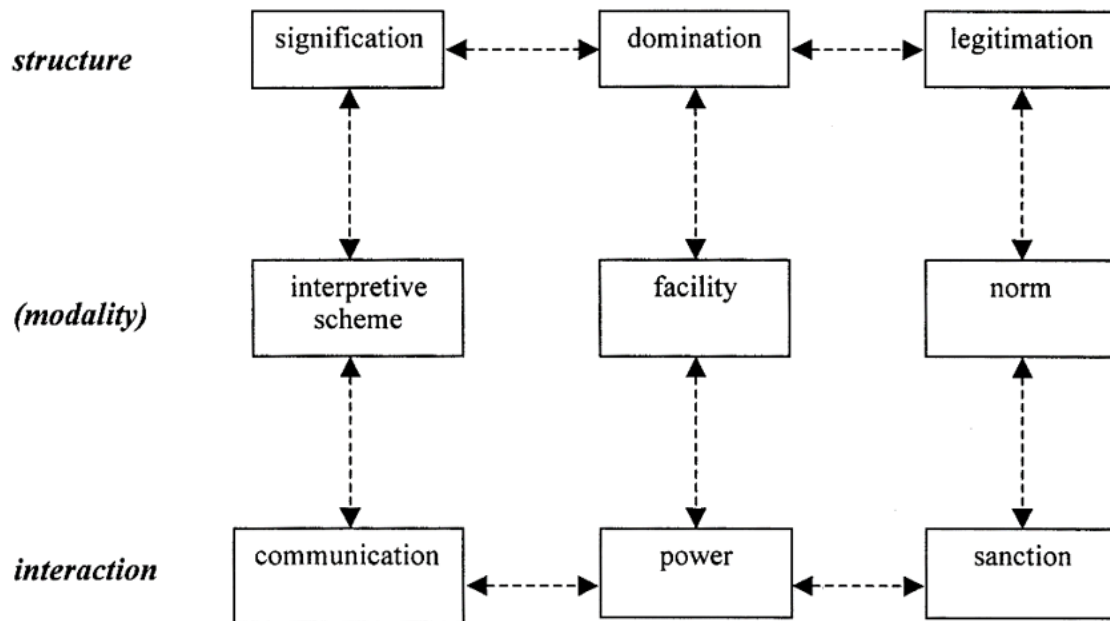 structure
signification
domination
legitimation
(modality)
interpretive
scheme
facility
norm
interaction
communication
power
sanction